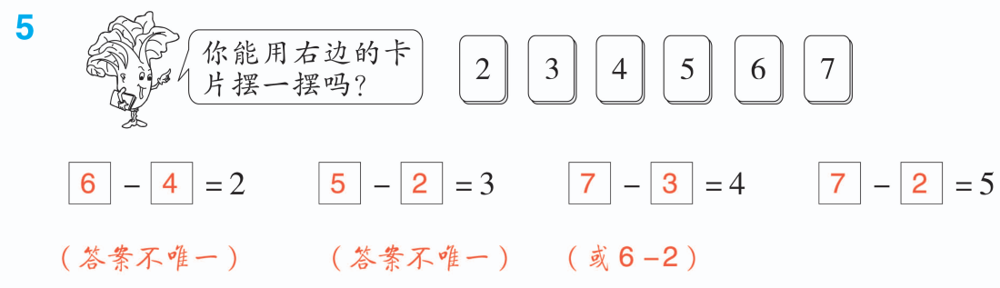 5
你能用右边的卡
片摆一摆吗?
2 3 4 5 6 7
6 - 4 = 2 5 - 2 = 3 7 - 3 = 4 7 - 2 = 5
(答案不唯一) (答案不唯一) (或 6 - 2)